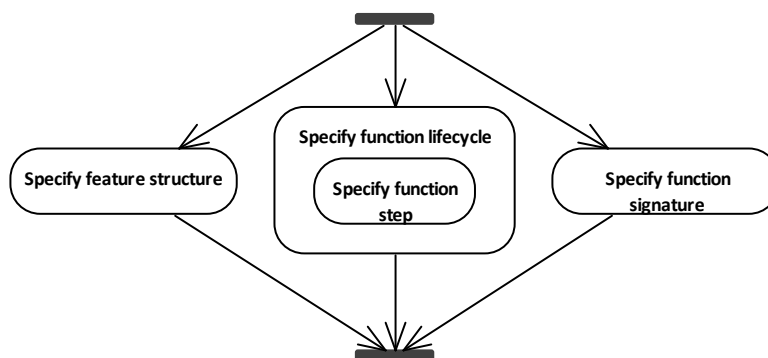 Specify feature structure
Specify function lifecycle
Specify function
step
Specify function
signature